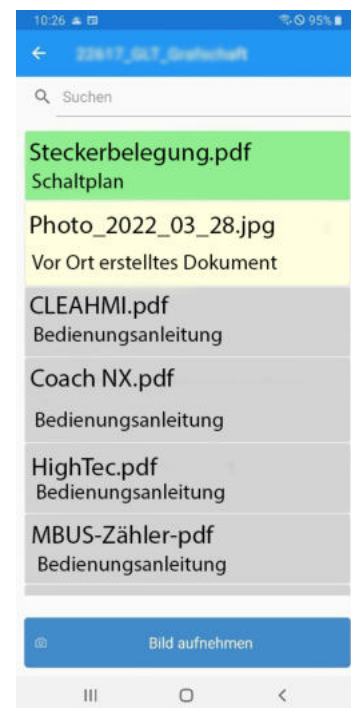 10:26
95%
Suchen
Steckerbelegung.pdf
Schaltplan
Photo_2022_03_28.jpg
Vor Ort erstelltes Dokument
CLEAHMI.pdf
Bedienungsanleitung
Coach NX.pdf
Bedienungsanleitung
HighTec.pdf
Bedienungsanleitung
MBUS-Zähler-pdf
Bedienungsanleitung
Bild aufnehmen